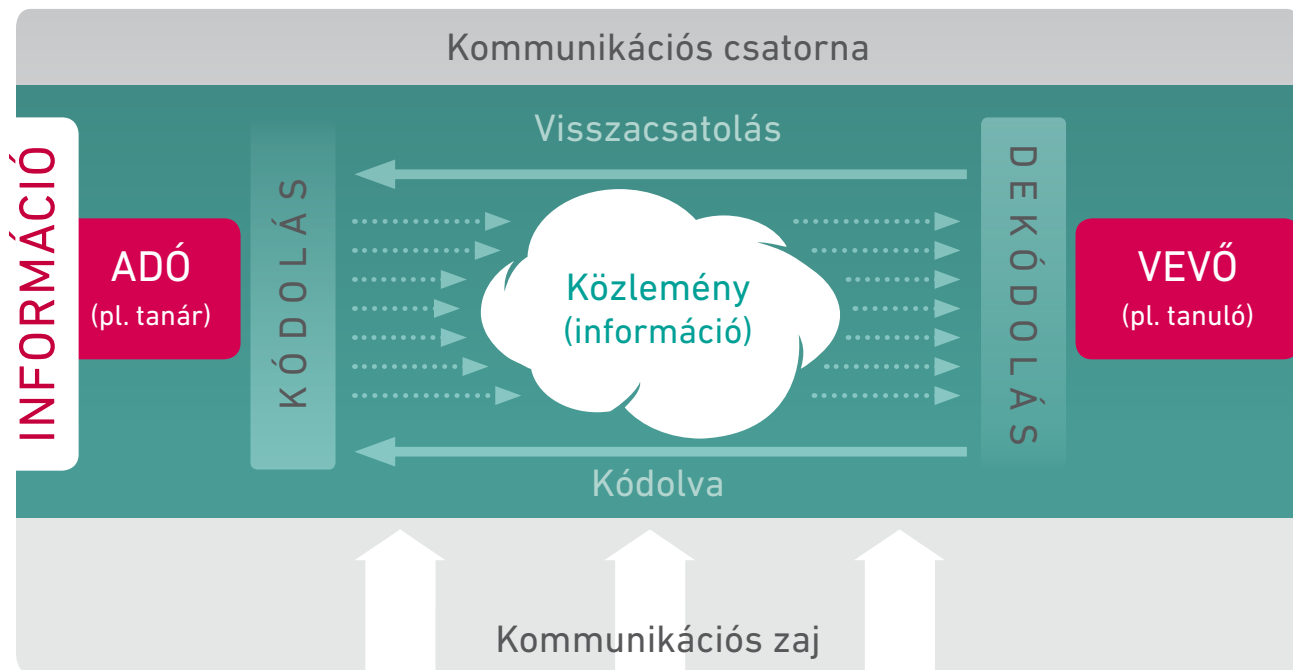 Kommunikációs csatorna
Visszacsatolás
INFORMÁCIÓ
ADÓ
(pl. tanár)
KÓDOLÁS
Közlemény
(információ)
DEKÓDOLÁS
VEVŐ
(pl. tanuló)
Kódolva
Kommunikációs zaj